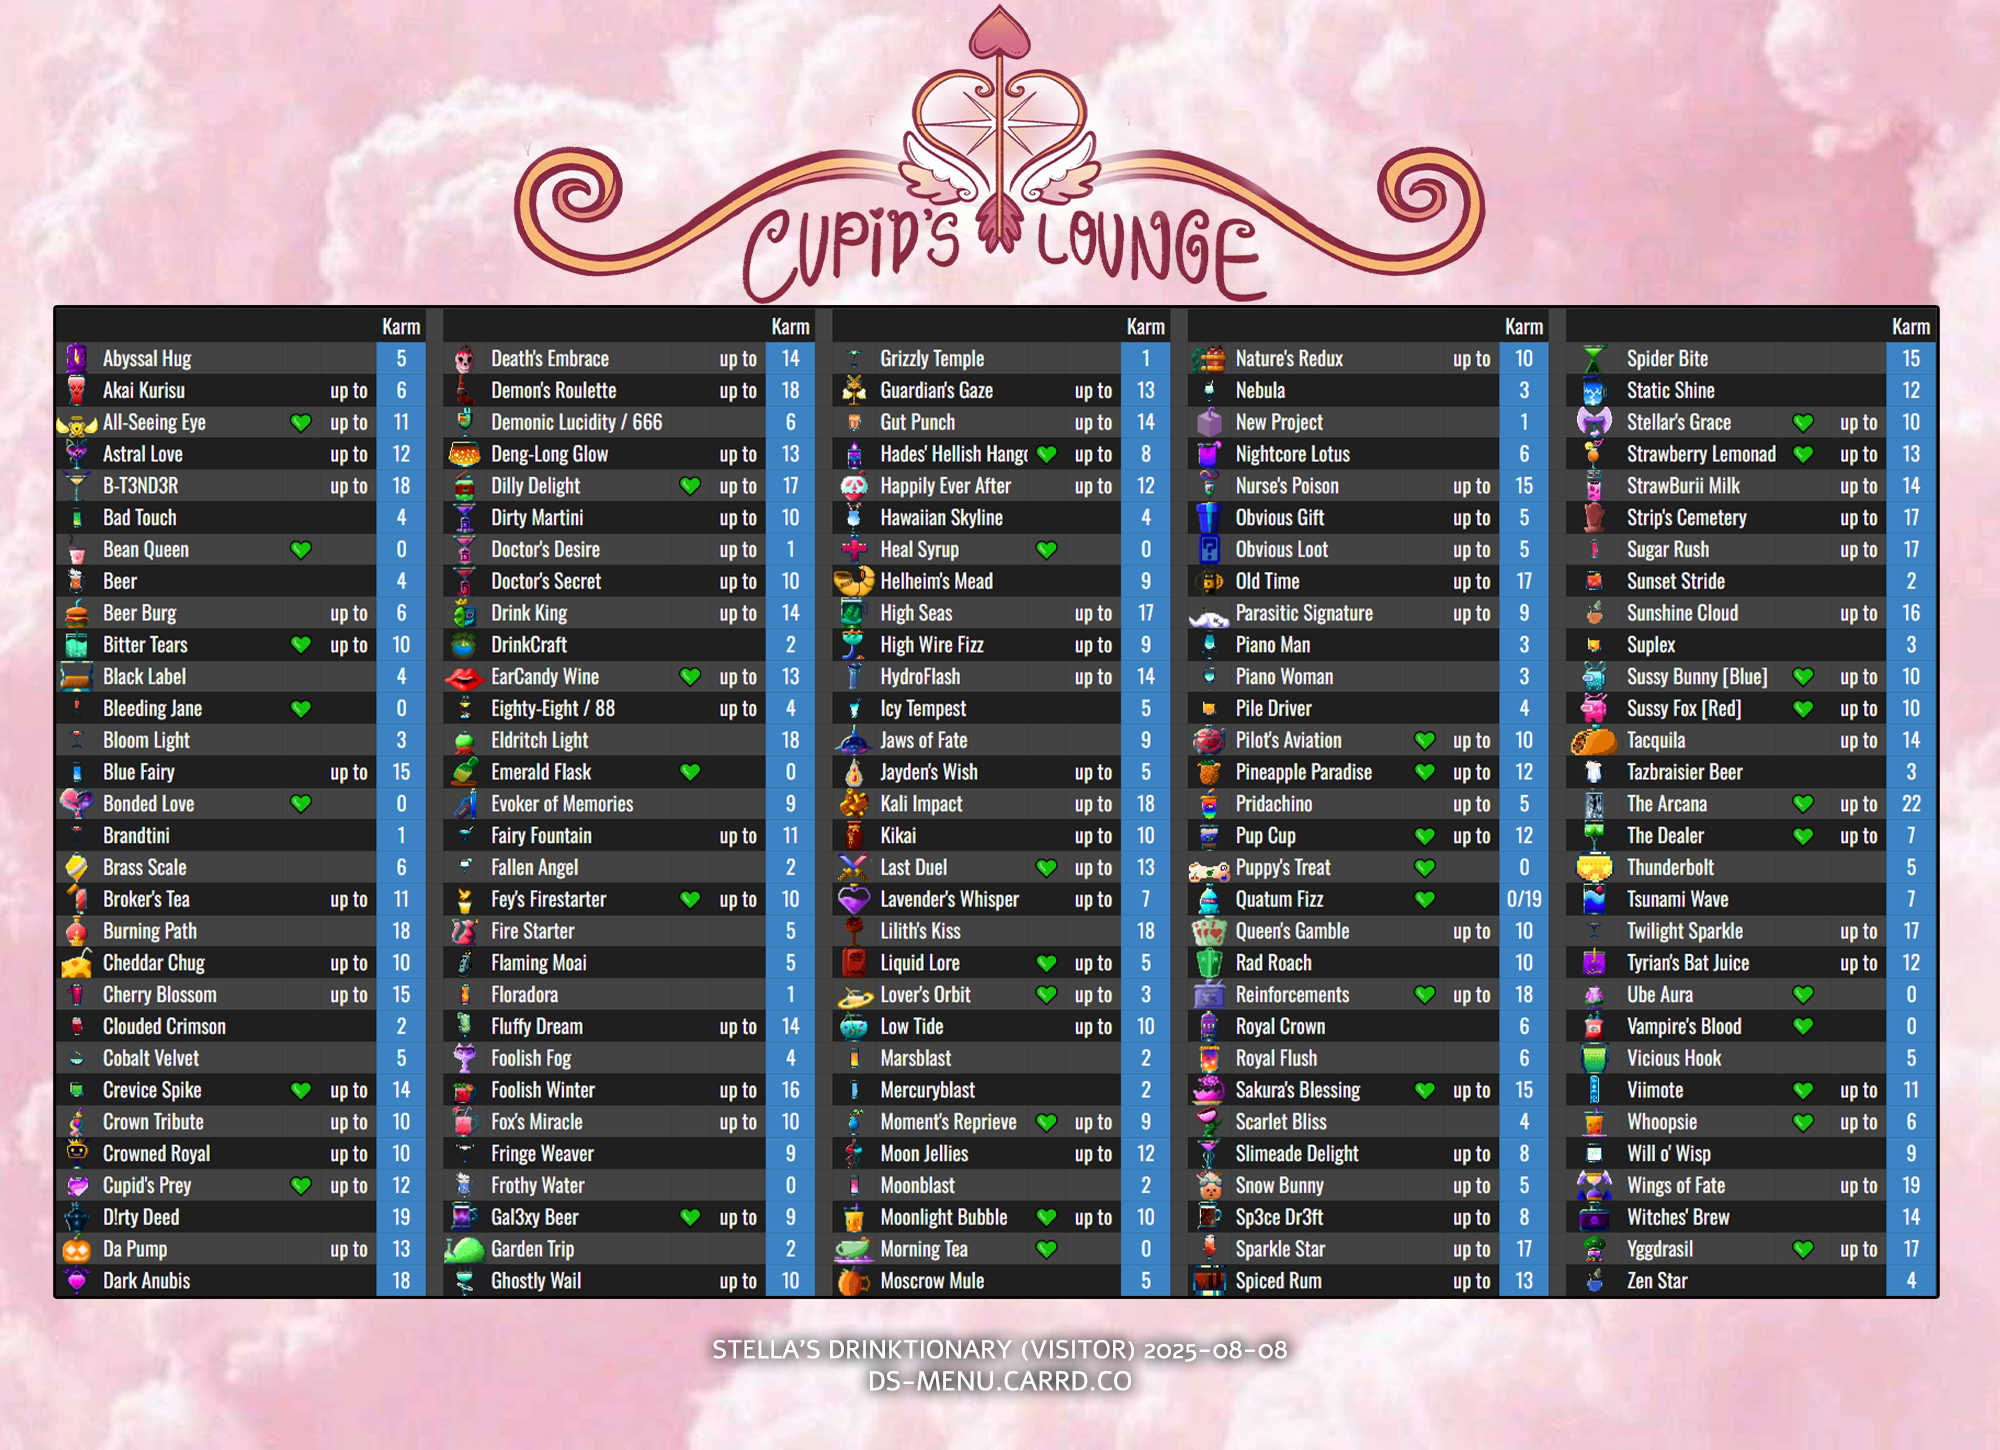 CUPID'S LOUNGE
Karm
Abyssal Hug 5
Akai Kurisu up to 6
All-Seeing Eye up to 11
Astral Love up to 12
B-T3ND3R up to 18
Bad Touch 4
Bean Queen 0
Beer 4
Beer Burg up to 6
Bitter Tears up to 10
Black Label 4
Bleeding Jane 0
Bloom Light 3
Blue Fairy up to 15
Bonded Love 0
Brandtini 1
Brass Scale 6
Broker's Tea up to 11
Burning Path 18
Cheddar Chug up to 10
Cherry Blossom up to 15
Clouded Crimson 2
Cobalt Velvet 5
Crevice Spike up to 14
Crown Tribute up to 10
Crowned Royal up to 10
Cupid's Prey up to 12
D!rty Deed 19
Da Pump up to 13
Dark Anubis 18
Karm
Death's Embrace up to 14
Demon's Roulette up to 18
Demonic Lucidity / 666 6
Deng-Long Glow up to 13
Dilly Delight up to 17
Dirty Martini up to 10
Doctor's Desire up to 1
Doctor's Secret up to 10
Drink King up to 14
DrinkCraft 2
EarCandy Wine up to 13
Eighty-Eight / 88 up to 4
Eldritch Light 18
Emerald Flask 0
Evoker of Memories 9
Fairy Fountain up to 11
Fallen Angel 2
Fey's Firestarter up to 10
Fire Starter 5
Flaming Moai 5
Floradora 1
Fluffy Dream up to 14
Foolish Fog 4
Foolish Winter up to 16
Fox's Miracle up to 10
Fringe Weaver 9
Frothy Water 0
Gal3xy Beer up to 9
Garden Trip 2
Ghostly Wail up to 10
Karm
Grizzly Temple 1
Guardian's Gaze up to 13
Gut Punch up to 14
Hades' Hellish Hang up to 8
Happily Ever After up to 12
Hawaiian Skyline 4
Heal Syrup 0
Helheim's Mead 9
High Seas up to 17
High Wire Fizz up to 9
HydroFlash up to 14
Icy Tempest 5
Jaws of Fate 9
Jayden's Wish up to 5
Kali Impact up to 18
Kikai up to 10
Last Duel up to 13
Lavender's Whisper up to 7
Lilith's Kiss 18
Liquid Lore up to 5
Lover's Orbit up to 3
Low Tide up to 10
Marsblast 2
Mercuryblast 2
Moment's Reprieve up to 9
Moon Jellies up to 12
Moonblast 2
Moonlight Bubble up to 10
Morning Tea 0
Moscrow Mule 5
Karm
Nature's Redux up to 10
Nebula 3
New Project 1
Nightcore Lotus 6
Nurse's Poison up to 15
Obvious Gift up to 5
Obvious Loot up to 5
Old Time up to 17
Parasitic Signature up to 9
Piano Man 3
Piano Woman 3
Pile Driver 4
Pilot's Aviation up to 10
Pineapple Paradise up to 12
Pridachino up to 5
Pup Cup up to 12
Puppy's Treat 0
Quatum Fizz 0/19
Queen's Gamble up to 10
Rad Roach 10
Reinforcements up to 18
Royal Crown 6
Royal Flush 6
Sakura's Blessing up to 15
Scarlet Bliss 4
Slimeade Delight up to 8
Snow Bunny up to 5
Sp3ce Dr3ft up to 8
Sparkle Star up to 17
Spiced Rum up to 13
Karm
Spider Bite 15
Static Shine 12
Stellar's Grace up to 10
Strawberry Lemonad up to 13
StrawBurii Milk up to 14
Strip's Cemetery up to 17
Sugar Rush up to 17
Sunset Stride 2
Sunshine Cloud up to 16
Suplex 3
Sussy Bunny [Blue] up to 10
Sussy Fox [Red] up to 10
Tacquila up to 14
Tazbraisier Beer 3
The Arcana up to 22
The Dealer up to 7
Thunderbolt 5
Tsunami Wave 7
Twilight Sparkle up to 17
Tyrian's Bat Juice up to 12
Ube Aura 0
Vampire's Blood 0
Vicious Hook 5
Viimote up to 11
Whoopsie up to 6
Will o' Wisp 9
Wings of Fate up to 19
Witches' Brew 14
Yggdrasil up to 17
Zen Star 4
STELLA'S DRINKTIONARY (VISITOR) 2025-08-08
DS-MENU.CARRD.CO